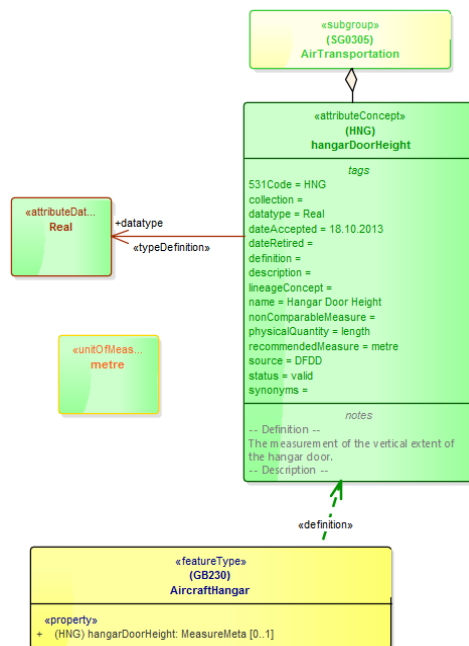 «subgroup»
(SG0305)
AirTransportation
«attributeConcept»
(HNG)
hangarDoorHeight
tags
531Code = HNG
collection =
datatype = Real
dateAccepted = 18.10.2013
dateRetired =
definition =
description =
lineageConcept =
name = Hangar Door Height
nonComparableMeasure =
physicalQuantity = length
recommendedMeasure = metre
source = DFDD
status = valid
synonyms =
notes
-- Definition --
The measurement of the vertical extent of
the hangar door.
-- Description --
«attributeDat...
Real
+datatype
«typeDefinition»
«unitOfMeas...
metre
«definition»
«featureType»
(GB230)
AircraftHangar
«property»
+ (HNG) hangarDoorHeight: MeasureMeta [0..1]